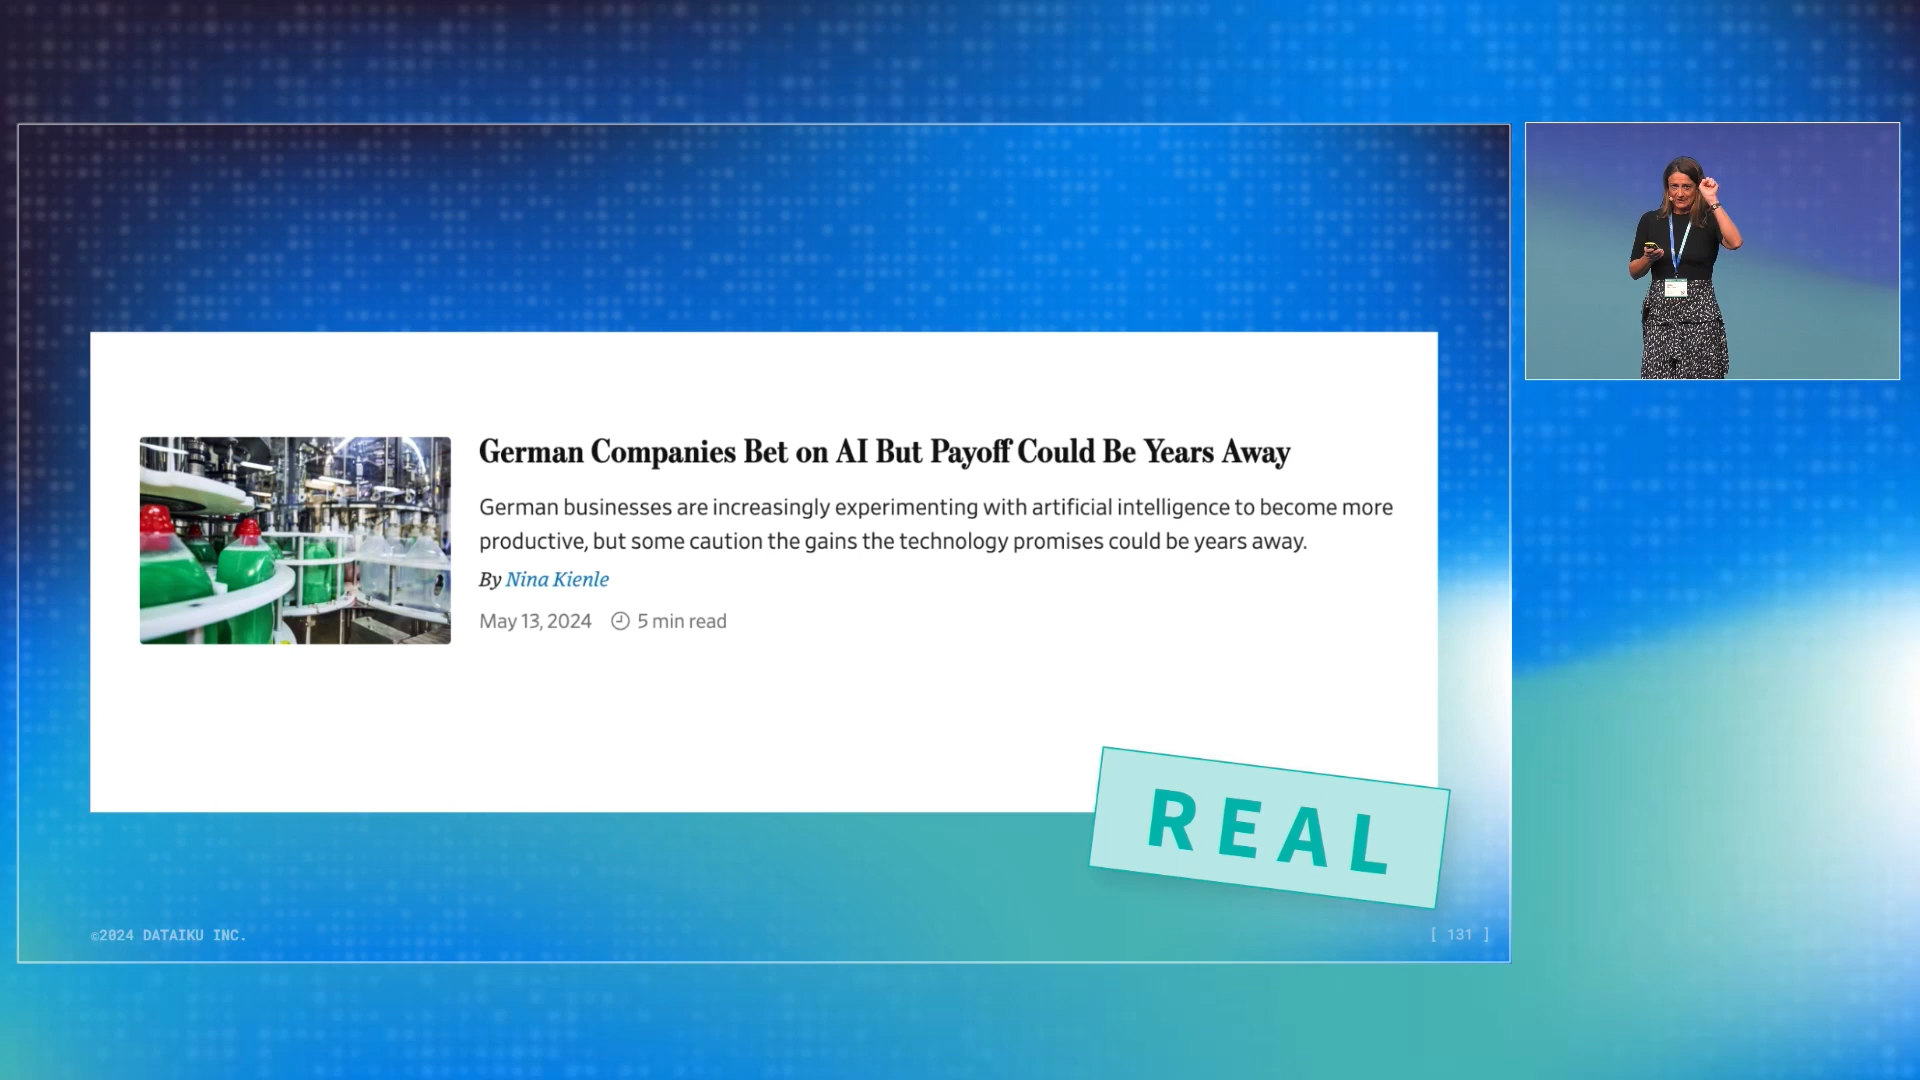 German Companies Bet on AI But Payoff Could Be Years Away
German businesses are increasingly experimenting with artificial intelligence to become more
productive, but some caution the gains the technology promises could be years away.
By Nina Kienle
May 13, 2024 5 min read
REAL
©2024 DATAIKU INC.
[ 131 ]